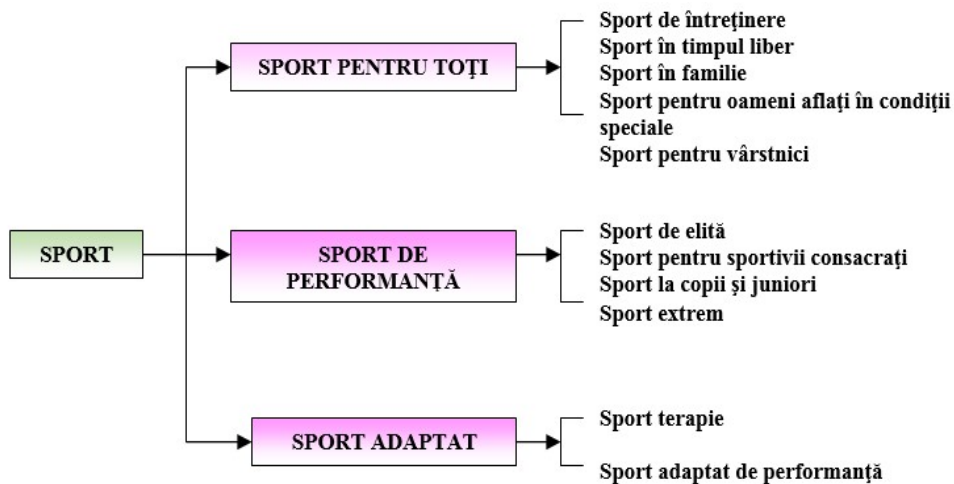 SPORT
SPORT PENTRU TOŢI
Sport de întreţinere
Sport în timpul liber
Sport în familie
Sport pentru oameni aflaţi în condiţii
speciale
Sport pentru vârstnici
SPORT DE
PERFORMANŢĂ
Sport de elită
Sport pentru sportivii consacraţi
Sport la copii şi juniori
Sport extrem
SPORT ADAPTAT
Sport terapie
Sport adaptat de performanţă